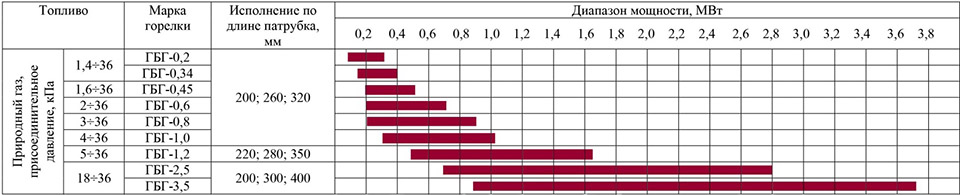 Топливо
Марка горелки
Исполнение по длине патрубка, мм
Диапазон мощности, МВт
0,2 0,4 0,6 0,8 1,0 1,2 1,4 1,6 1,8 2,0 2,2 2,4 2,6 2,8 3,0 3,2 3,4 3,6 3,8
Природный газ, присоединительное давление, кПа
1,4÷36 ГБГ-0,2 200; 260; 320
ГБГ-0,34
1,6÷36 ГБГ-0,45
2÷36 ГБГ-0,6
3÷36 ГБГ-0,8
4÷36 ГБГ-1,0
5÷36 ГБГ-1,2 220; 280; 350
18÷36 ГБГ-2,5 200; 300; 400
ГБГ-3,5